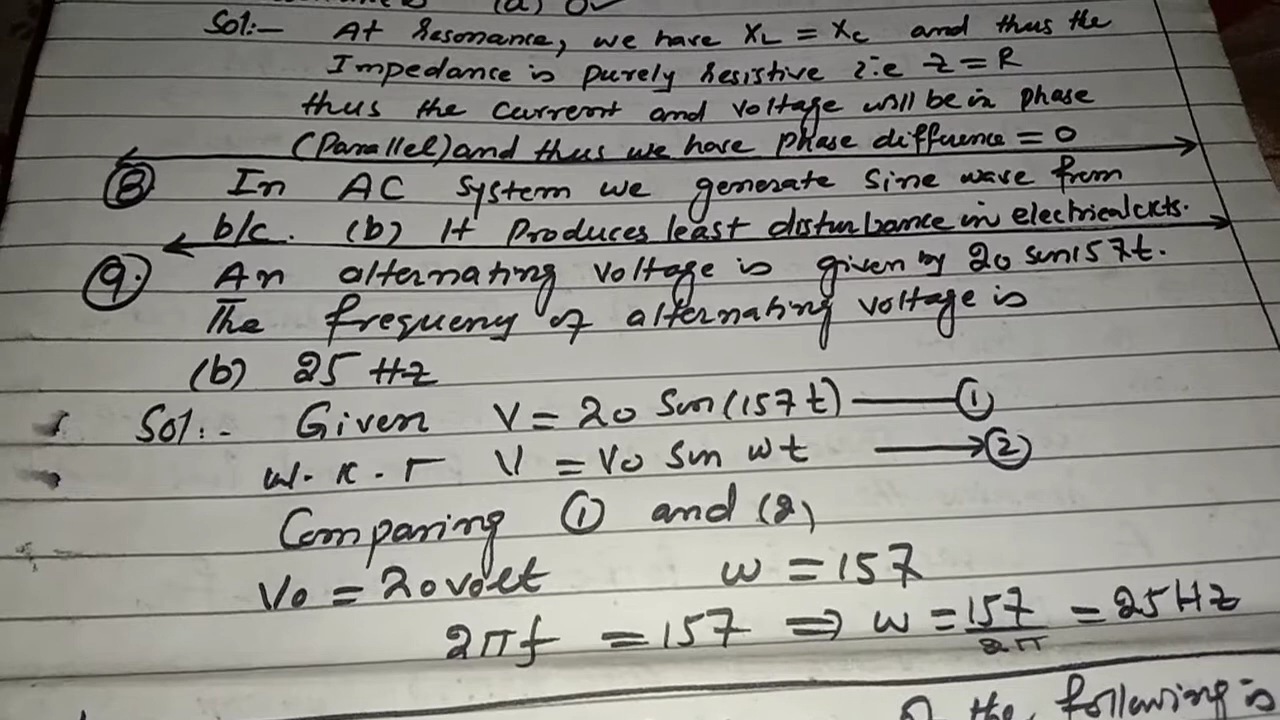 (a) 0
Sol:- At Resonance, we have XL = Xc and thus the
Impedance is purely resistive i.e Z = R
thus the current and voltage will be in phase
(Parallel) and thus we have phase diffuence = 0
(8) In AC system we generate sine wave from
b/c. (b) It produces least disturbance in electrical ckts.
(9.) An alternating voltage is given by 20 sin157t.
The frequency of alternating voltage is
(b) 25 Hz
Sol:- Given V = 20 Sin(157t) (1)
W.K.T V = V0 Sin wt → (2)
Comparing (1) and (2)
V0 = 20 volt w = 157
2πf = 157 ⇒ w = 157/2π = 25 Hz
the following is